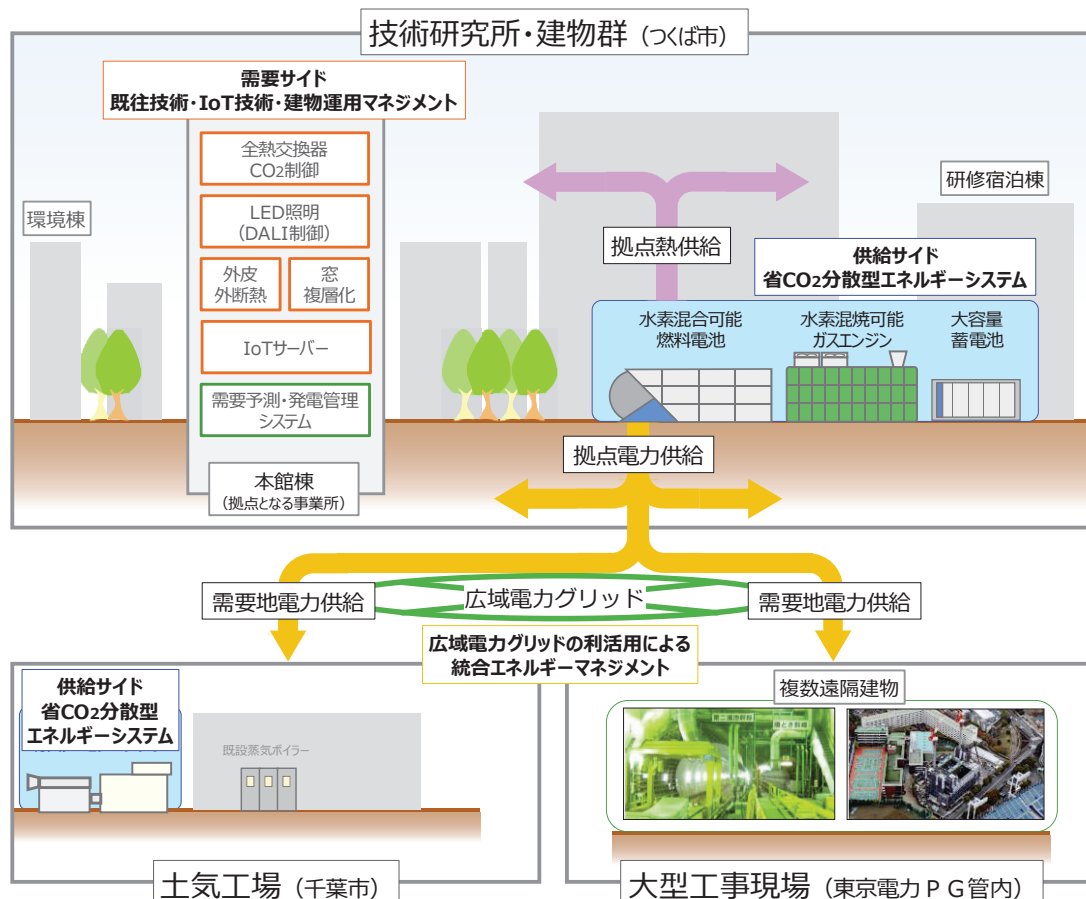 技術研究所・建物群（つくば市）
需要サイド
既往技術・IoT技術・建物運用マネジメント
全熱交換器
CO2制御
LED照明
（DALI制御）
外皮
外断熱
窓
複層化
IoTサーバー
需要予測・発電管理
システム
本館棟
（拠点となる事業所）
環境棟
研修宿泊棟
拠点熱供給
供給サイド
省CO2分散型エネルギーシステム
水素混合可能
燃料電池
水素混焼可能
ガスエンジン
大容量
蓄電池
拠点電力供給
需要地電力供給
広域電力グリッド
需要地電力供給
広域電力グリッドの利活用による
統合エネルギーマネジメント
供給サイド
省CO2分散型
エネルギーシステム
既設蒸気ボイラー
土気工場（千葉市）
複数遠隔建物
大型工事現場（東京電力ＰＧ管内）